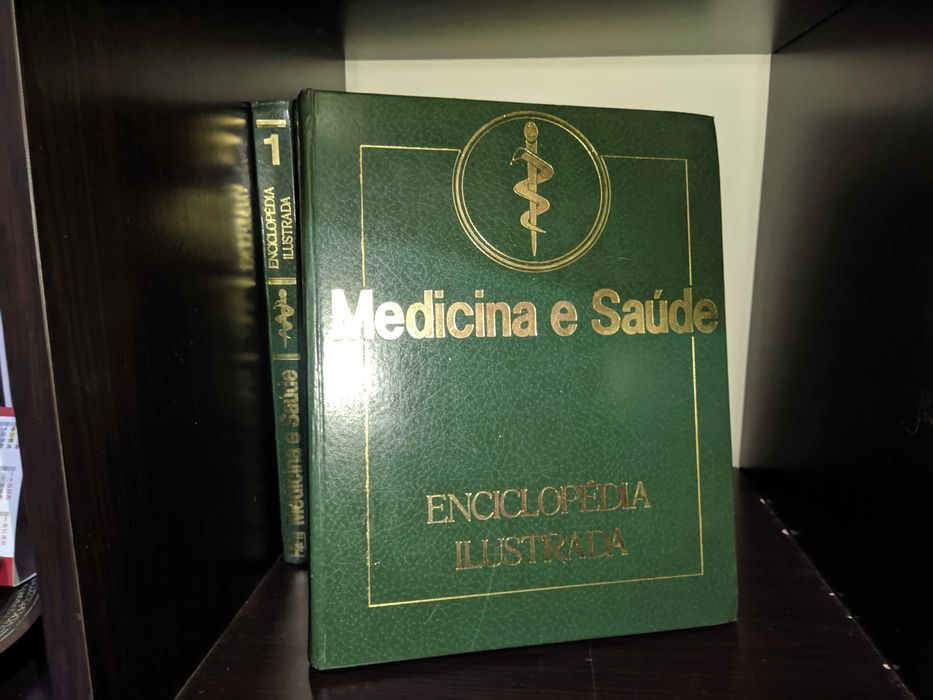 1
ENCICLOPÉDIA
ILUSTRADA
Medicina e Saúde
Medicina e Saúde
ENCICLOPÉDIA
ILUSTRADA